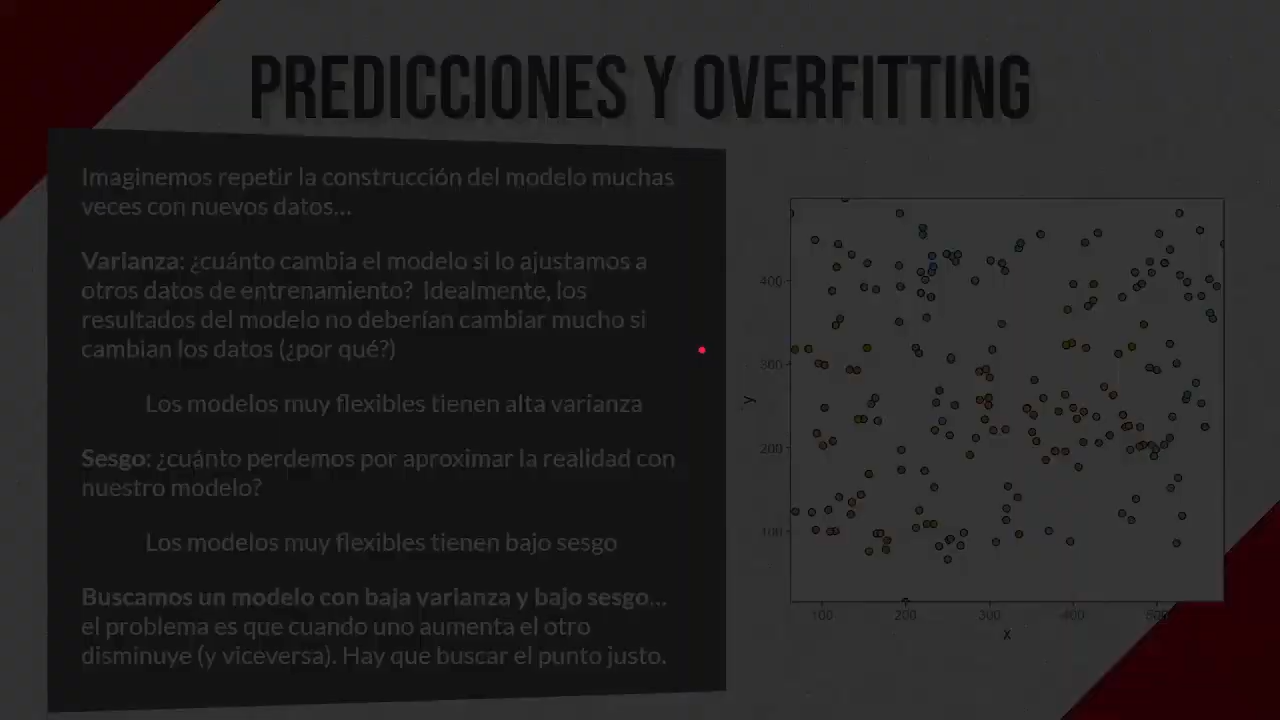 PREDICCIONES Y OVERFITTING
Imaginemos repetir la construcción del modelo muchas
veces con nuevos datos...
Varianza: ¿cuánto cambia el modelo si lo ajustamos a
otros datos de entrenamiento? Idealmente, los
resultados del modelo no deberían cambiar mucho si
cambian los datos (¿por qué?)
Los modelos muy flexibles tienen alta varianza
Sesgo: ¿cuánto perdemos por aproximar la realidad con
nuestro modelo?
Los modelos muy flexibles tienen bajo sesgo
Buscamos un modelo con baja varianza y bajo sesgo...
el problema es que cuando uno aumenta el otro
disminuye (y viceversa). Hay que buscar el punto justo.
400
300
200
100
y
100 200 300 400 500
x